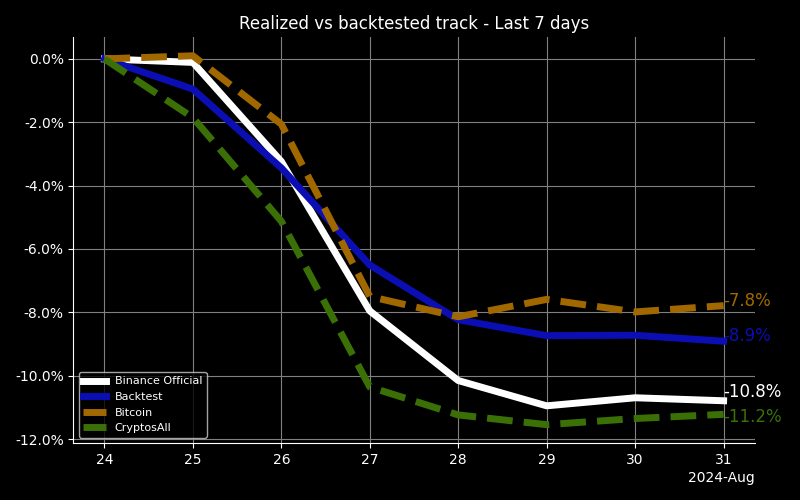 Realized vs backtested track - Last 7 days
0.0%
-2.0%
-4.0%
-6.0%
-8.0%
-10.0%
-12.0%
-7.8%
-8.9%
-10.8%
-11.2%
Binance Official
Backtest
Bitcoin
CryptosAll
24 25 26 27 28 29 30 31
2024-Aug